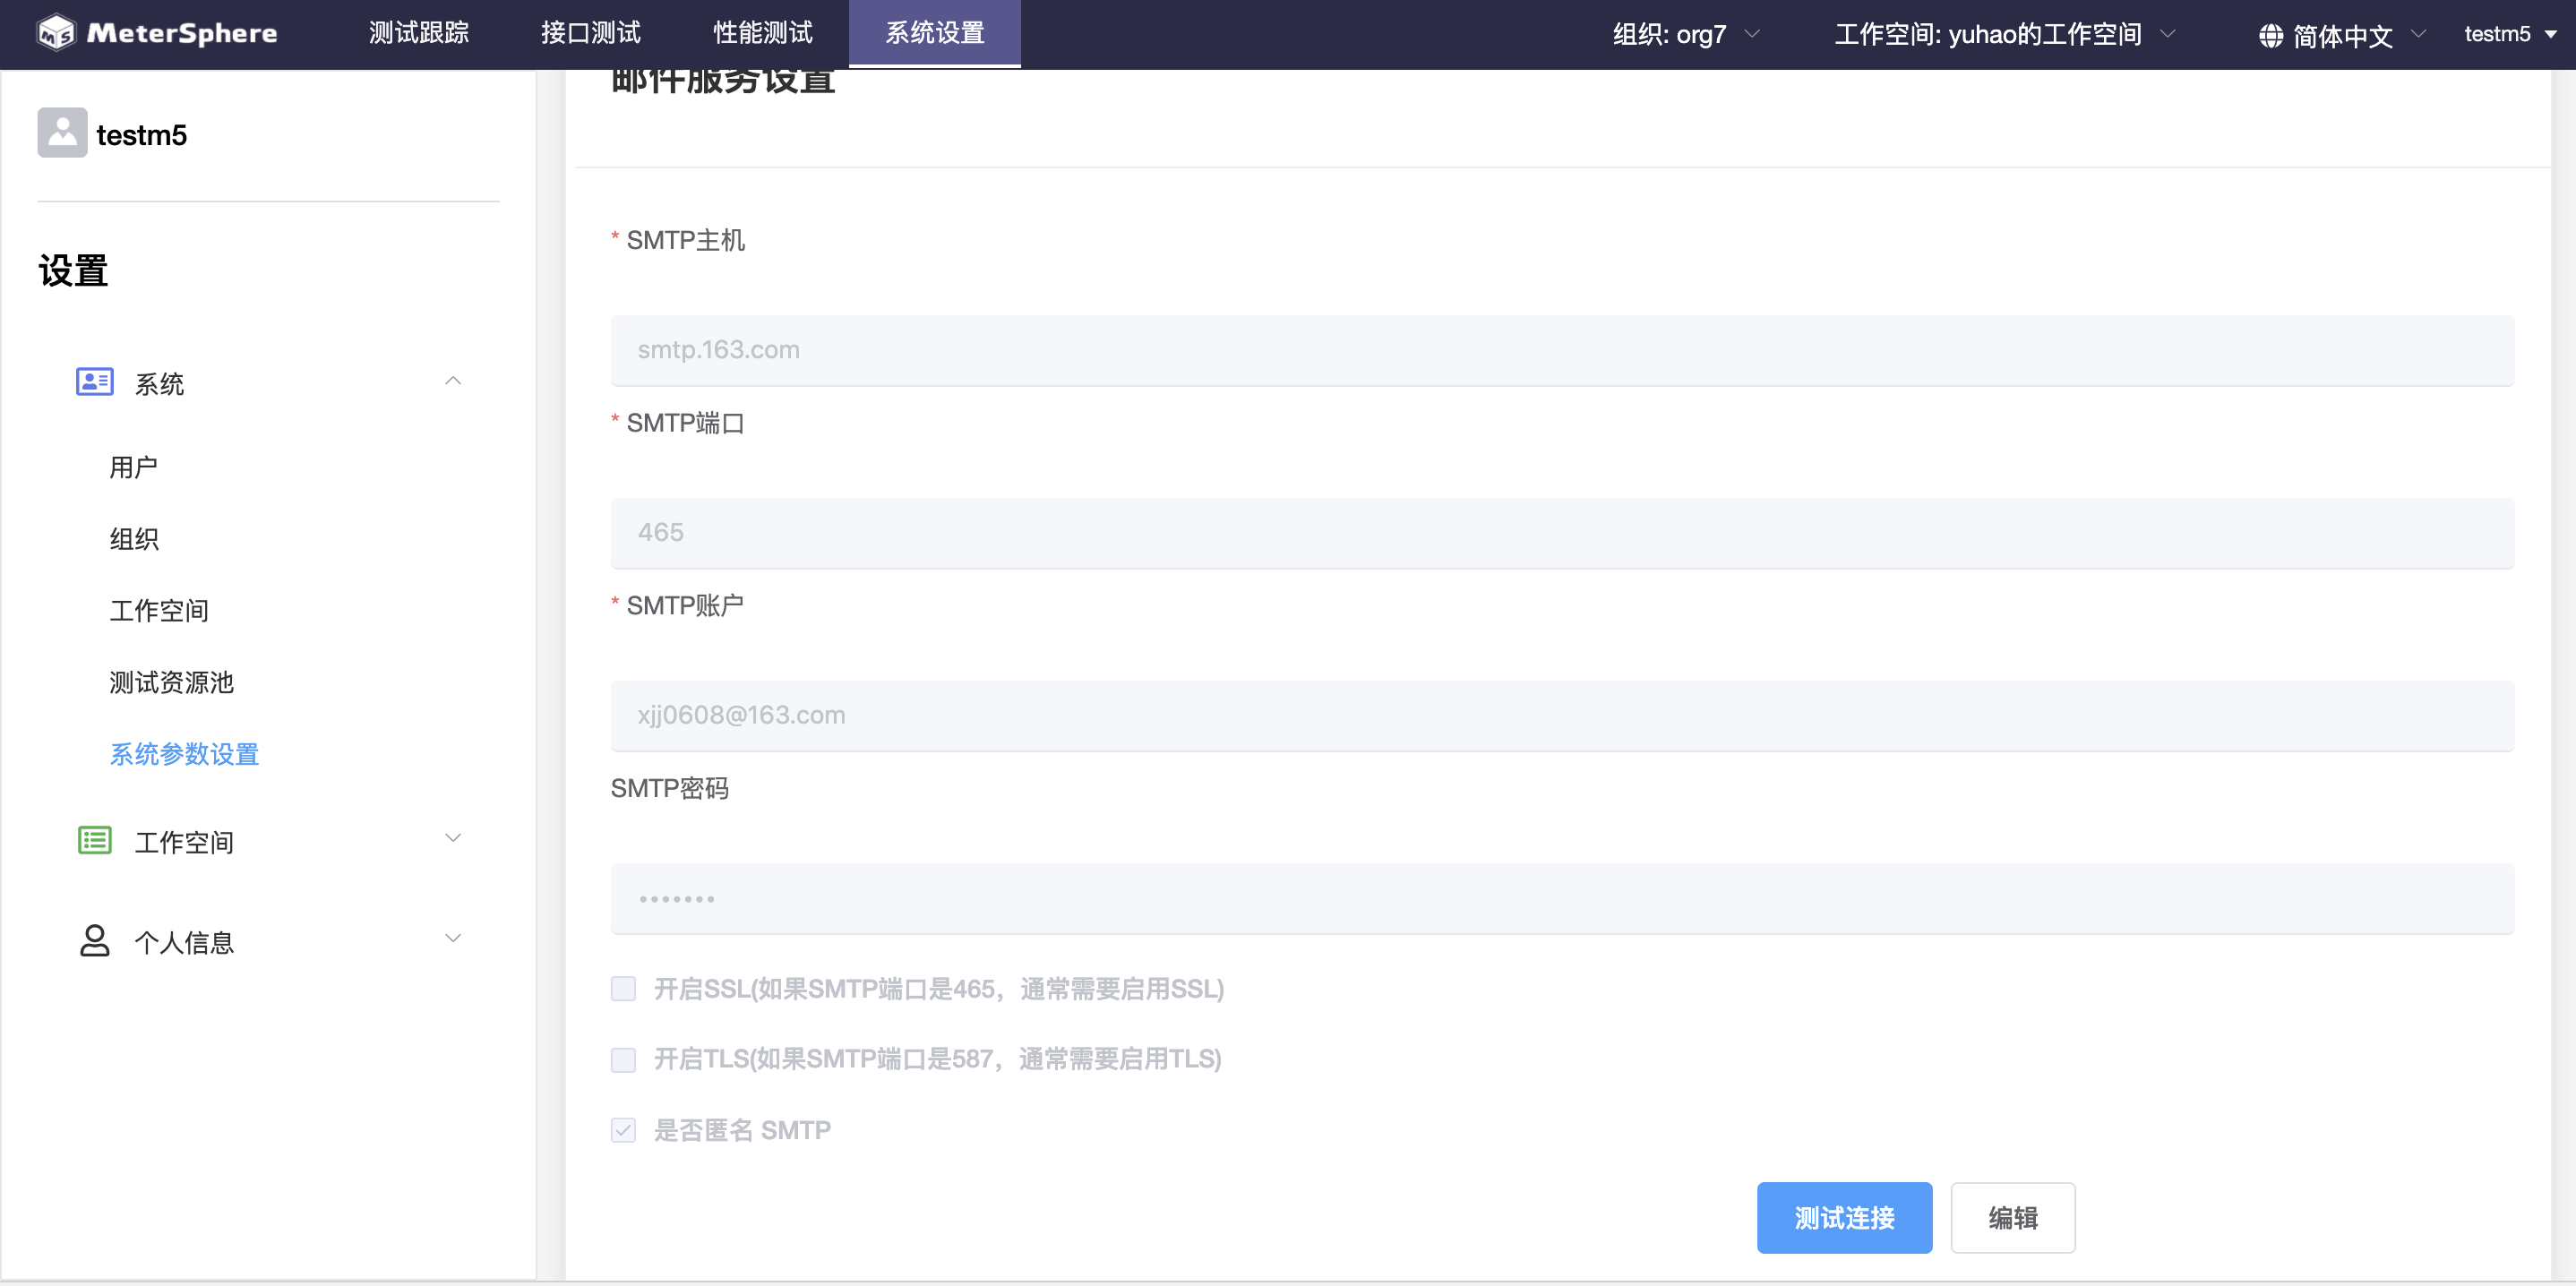 MeterSphere
测试跟踪
接口测试
性能测试
系统设置
组织: org7
工作空间: yuhao的工作空间
简体中文
testm5
testm5
设置
系统
用户
组织
工作空间
测试资源池
系统参数设置
工作空间
个人信息
邮件服务设置
* SMTP主机
smtp.163.com
* SMTP端口
465
* SMTP账户
xjj0608@163.com
SMTP密码
•••••••
开启SSL(如果SMTP端口是465，通常需要启用SSL)
开启TLS(如果SMTP端口是587，通常需要启用TLS)
是否匿名 SMTP
测试连接
编辑